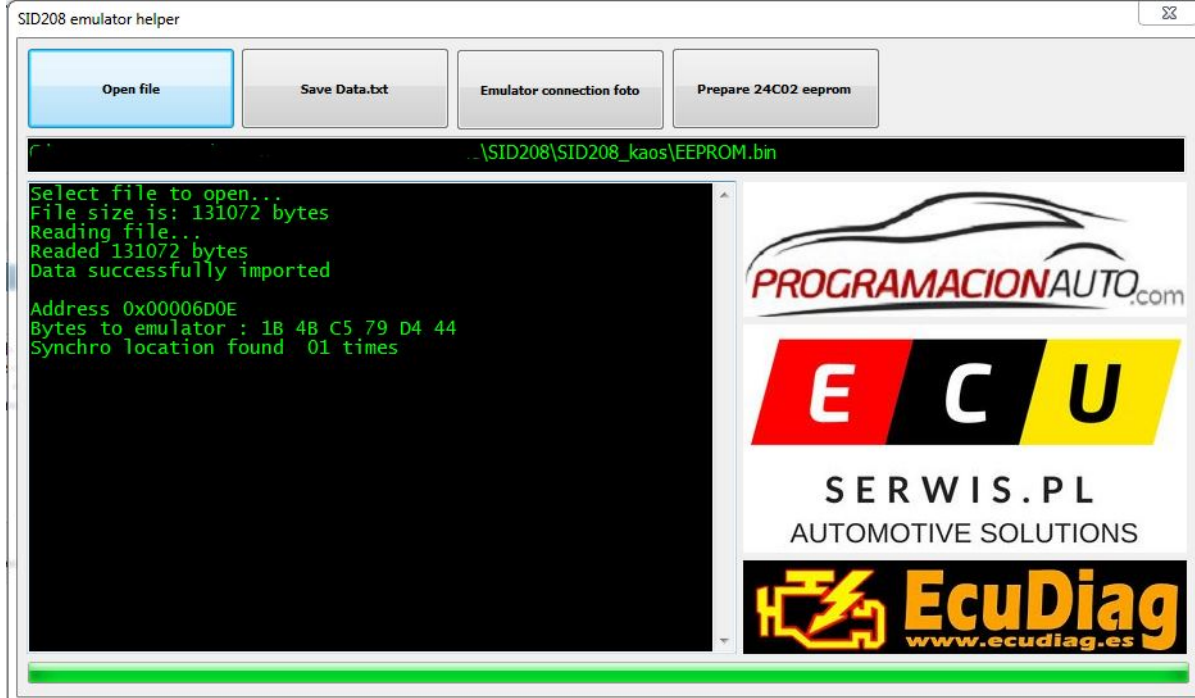 SID208 emulator helper
Open file
Save Data.txt
Emulator connection foto
Prepare 24C02 eeprom
\SID208\SID208_kaos\EEPROM.bin
Select file to open...
File size is: 131072 bytes
Reading file...
Readed 131072 bytes
Data successfully imported
Address 0x00006D0E
Bytes to emulator : 1B 4B C5 79 D4 44
Synchro location found  01 times
PROGRAMACIONAUTO.com
ECU
SERWIS.PL
AUTOMOTIVE SOLUTIONS
EcuDiag
www.ecudiag.es